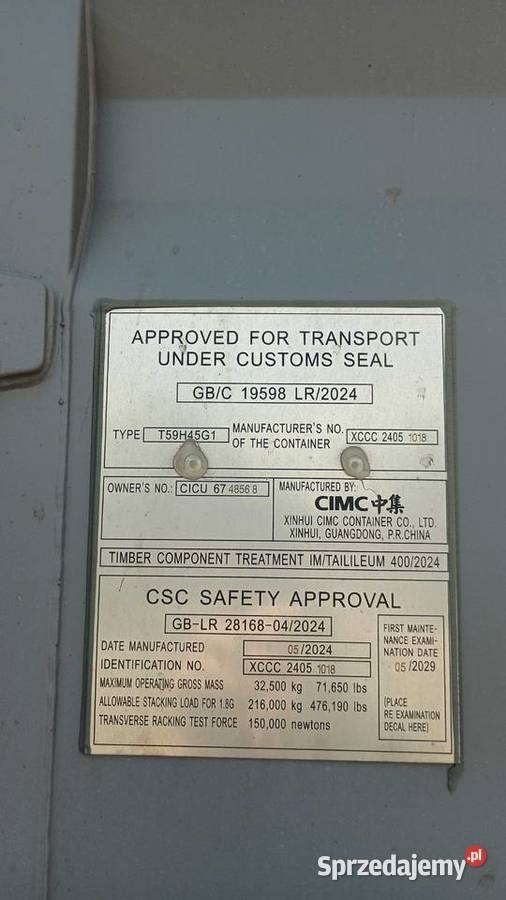 APPROVED FOR TRANSPORT
UNDER CUSTOMS SEAL
GB/C 19598 LR/2024
TYPE T59H45G1 MANUFACTURER'S NO. OF THE CONTAINER XCCC 2405 1018
OWNER'S NO.: CICU 67 4856 8
MANUFACTURED BY:
CIMC中集
XINHUI CIMC CONTAINER CO., LTD.
XINHUI, GUANGDONG, P.R.CHINA
TIMBER COMPONENT TREATMENT IM/TAILILEUM 400/2024
CSC SAFETY APPROVAL
GB-LR 28168-04/2024
DATE MANUFACTURED 05/2024
IDENTIFICATION NO. XCCC 2405 1018
MAXIMUM OPERATING GROSS MASS 32,500 kg 71,650 lbs
ALLOWABLE STACKING LOAD FOR 1.8G 216,000 kg 476,190 lbs
TRANSVERSE RACKING TEST FORCE 150,000 newtons
FIRST MAINTE-
NANCE EXAMI-
NATION DATE
05/2029
(PLACE
RE EXAMINATION
DECAL HERE)
Sprzedajemy.pl